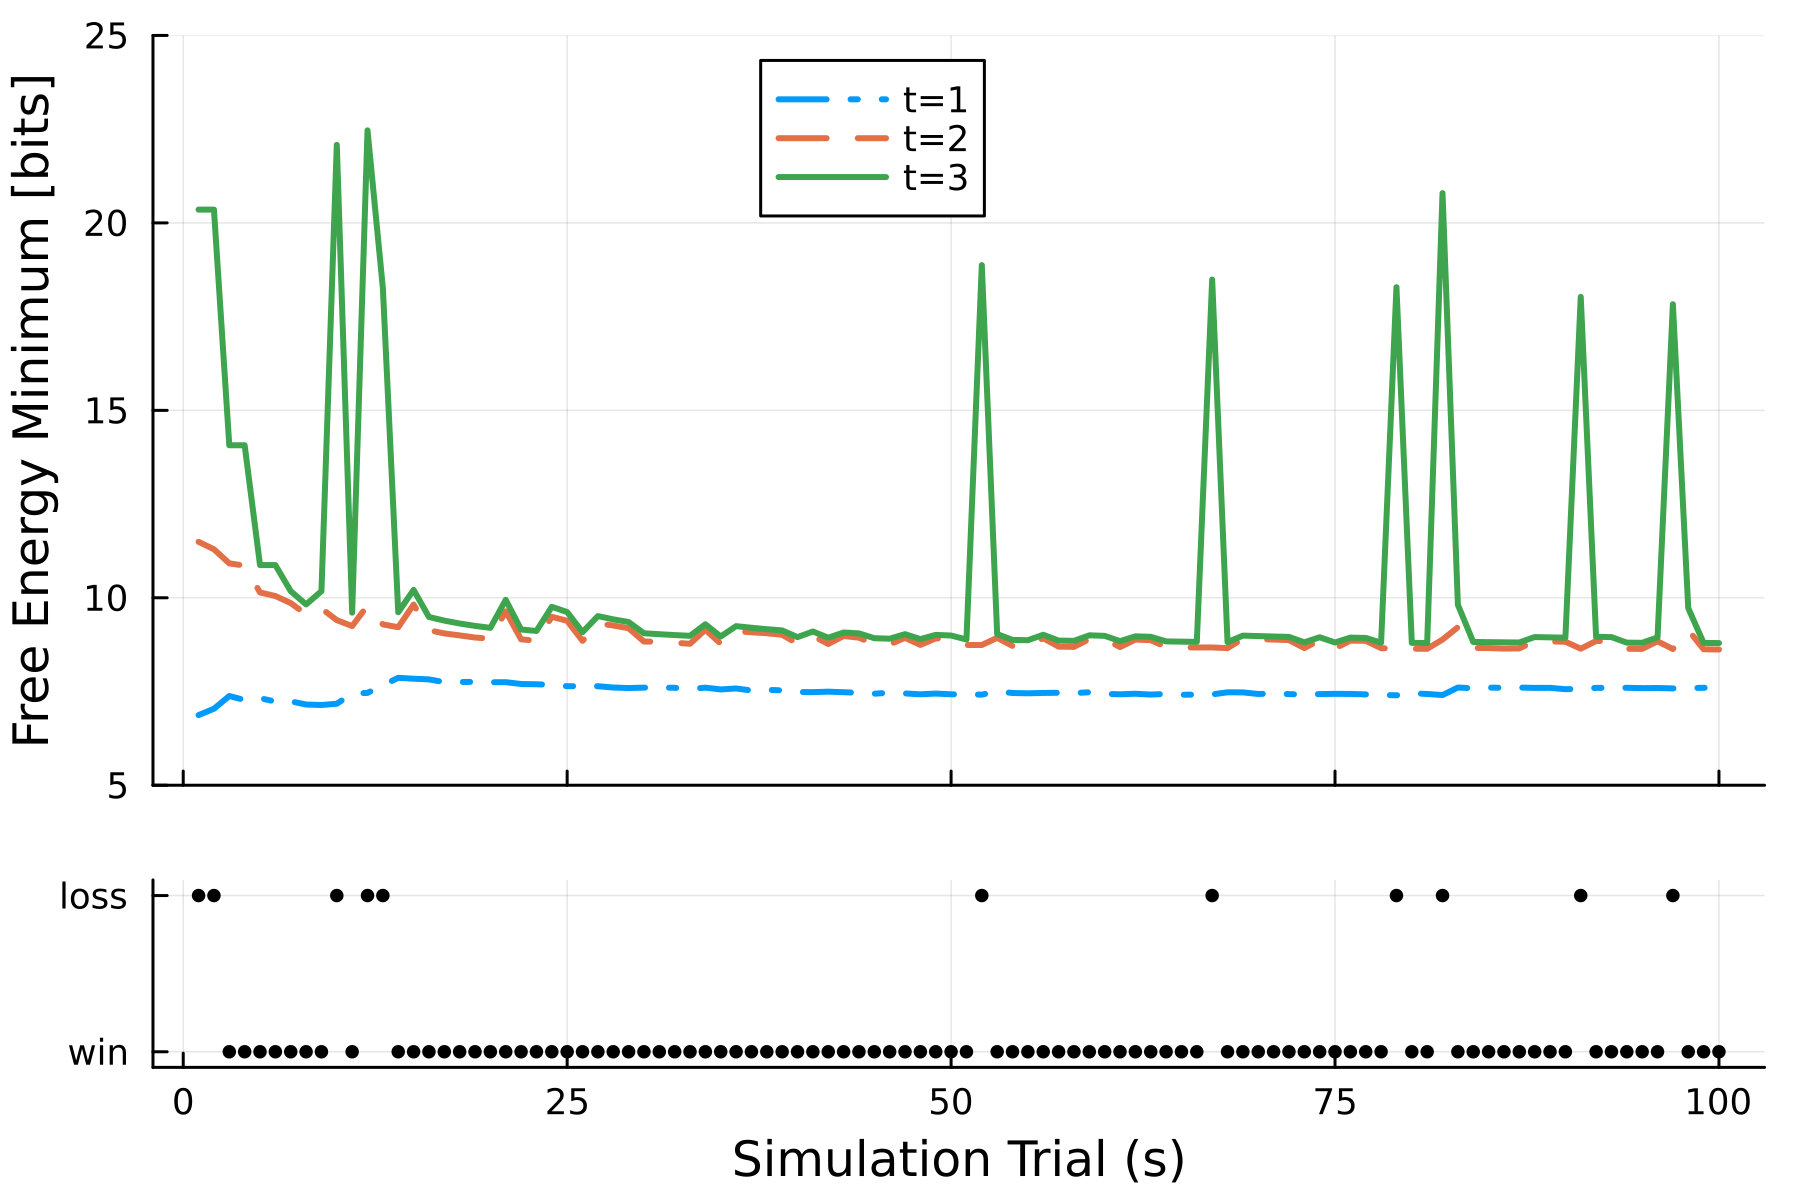 Free Energy Minimum [bits]
25
20
15
10
5
t=1
t=2
t=3
loss
win
0 25 50 75 100
Simulation Trial (s)